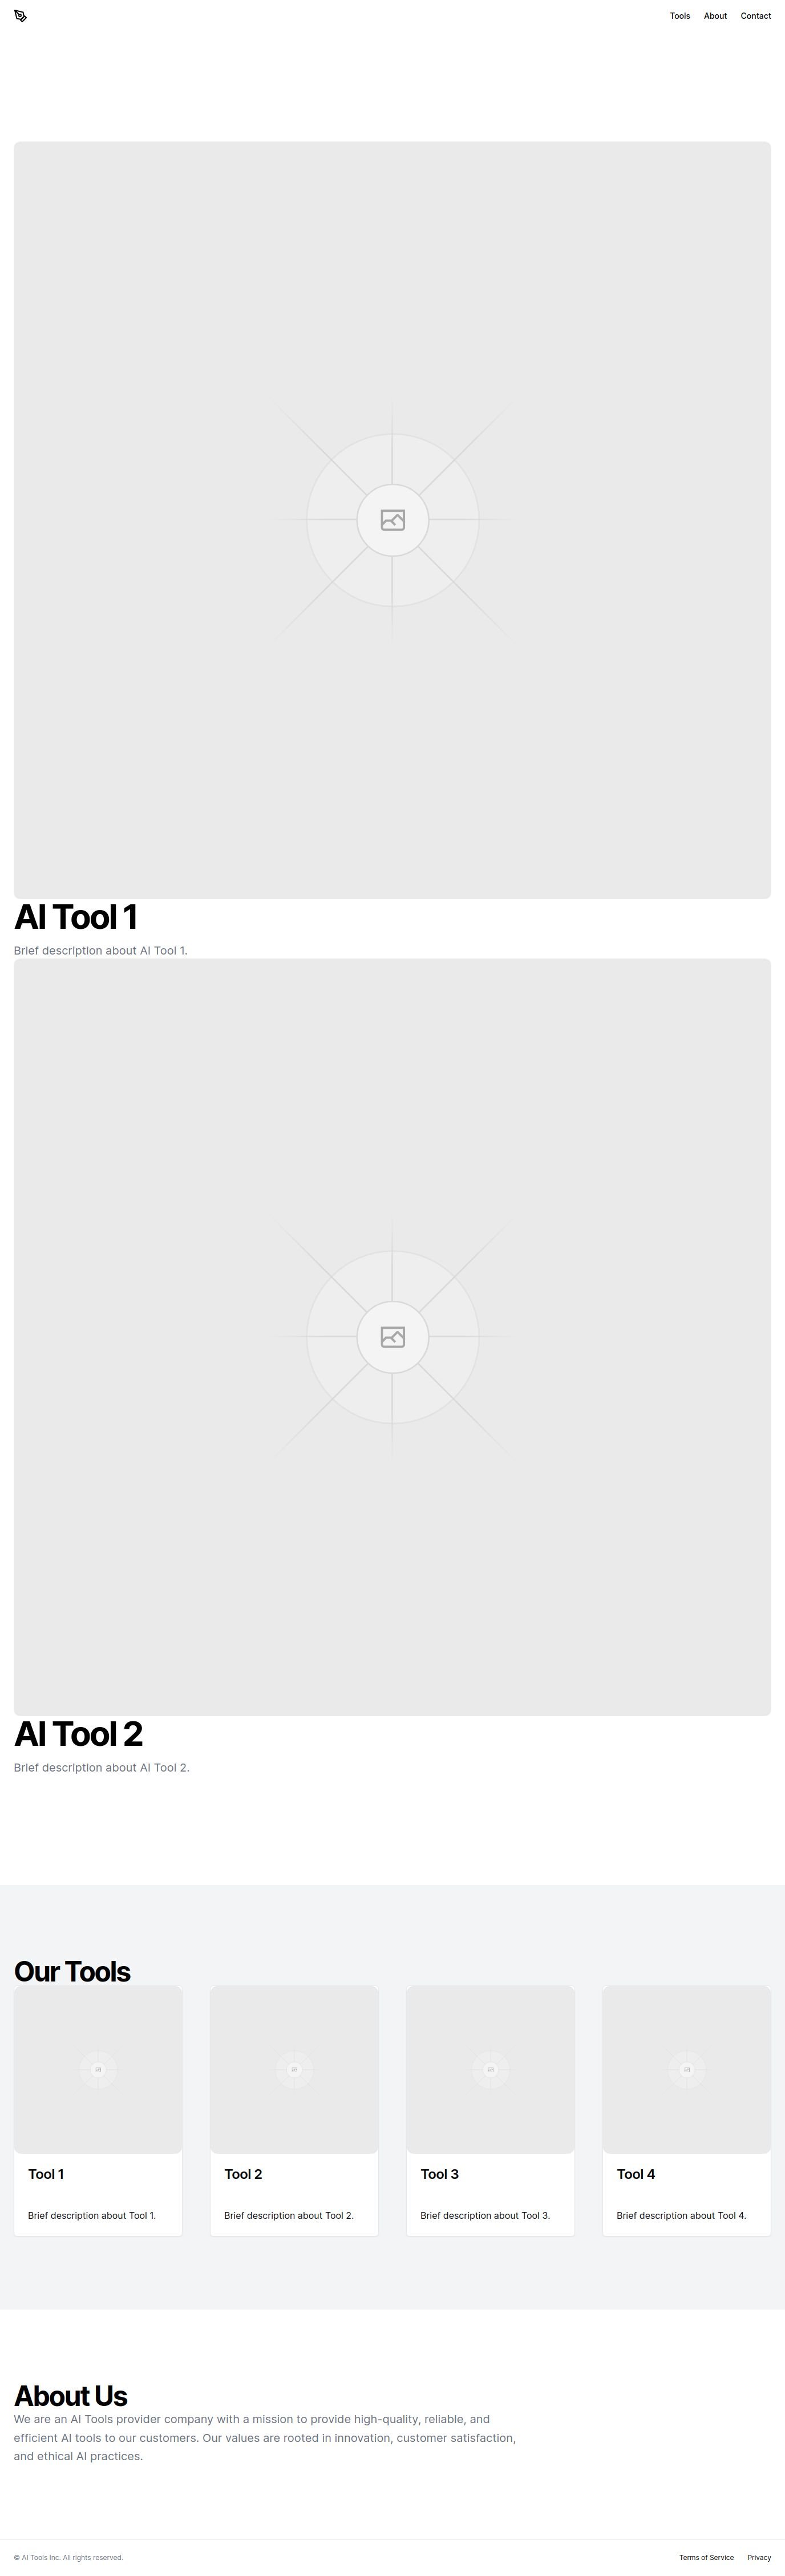 Tools About Contact
AI Tool 1
Brief description about AI Tool 1.
AI Tool 2
Brief description about AI Tool 2.
Our Tools
Tool 1
Brief description about Tool 1.
Tool 2
Brief description about Tool 2.
Tool 3
Brief description about Tool 3.
Tool 4
Brief description about Tool 4.
About Us
We are an AI Tools provider company with a mission to provide high-quality, reliable, and
efficient AI tools to our customers. Our values are rooted in innovation, customer satisfaction,
and ethical AI practices.
© AI Tools Inc. All rights reserved.
Terms of Service Privacy